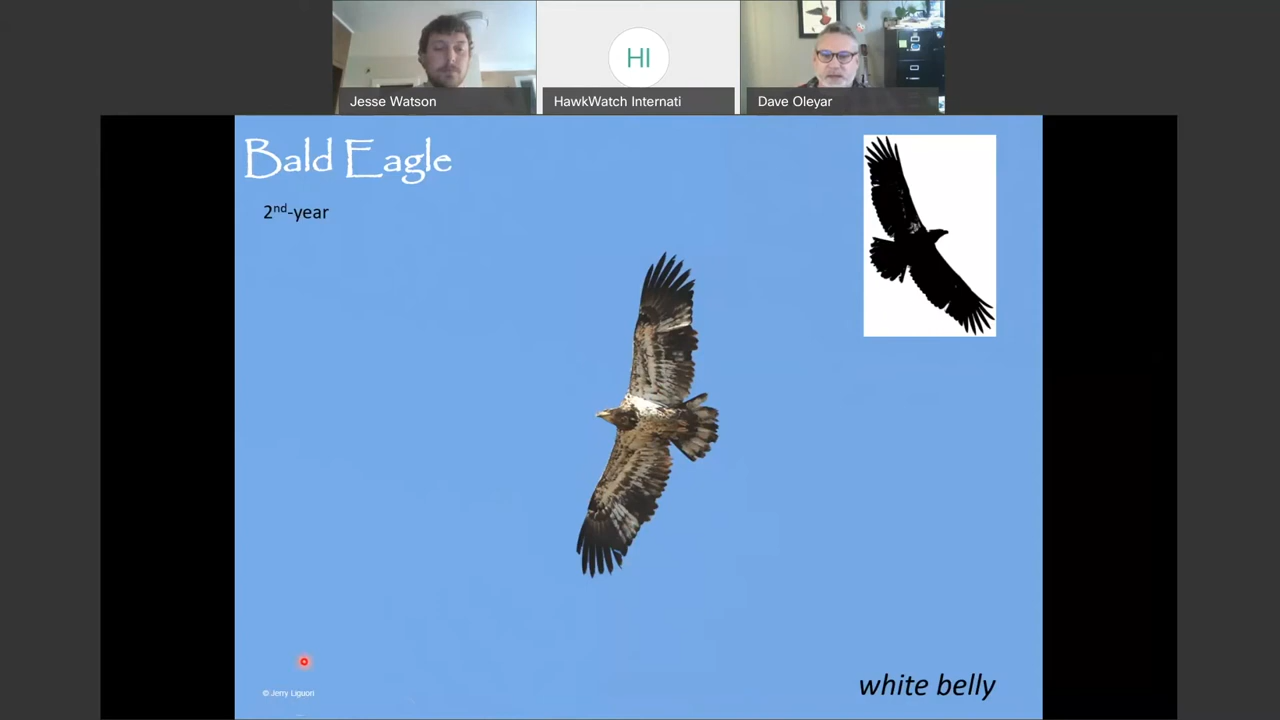 HI
Jesse Watson
HawkWatch Internati
Dave Oleyar
Bald Eagle
2nd-year
© Jerry Liguori
white belly